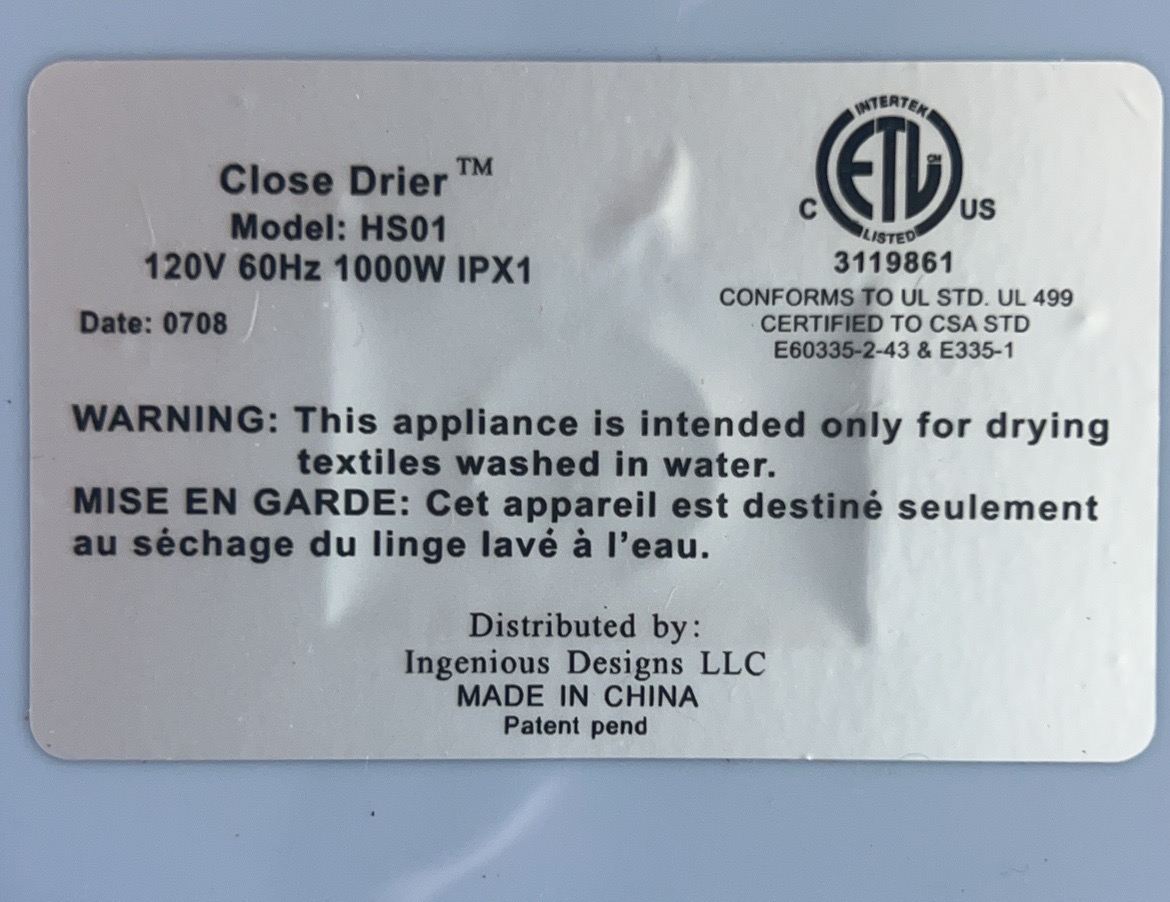 Close Drier™
Model: HS01
120V 60Hz 1000W IPX1
Date: 0708
INTERTEK
ETL CM
C US
LISTED
3119861
CONFORMS TO UL STD. UL 499
CERTIFIED TO CSA STD
E60335-2-43 & E335-1
WARNING: This appliance is intended only for drying
textiles washed in water.
MISE EN GARDE: Cet appareil est destiné seulement
au séchage du linge lavé à l'eau.
Distributed by:
Ingenious Designs LLC
MADE IN CHINA
Patent pend